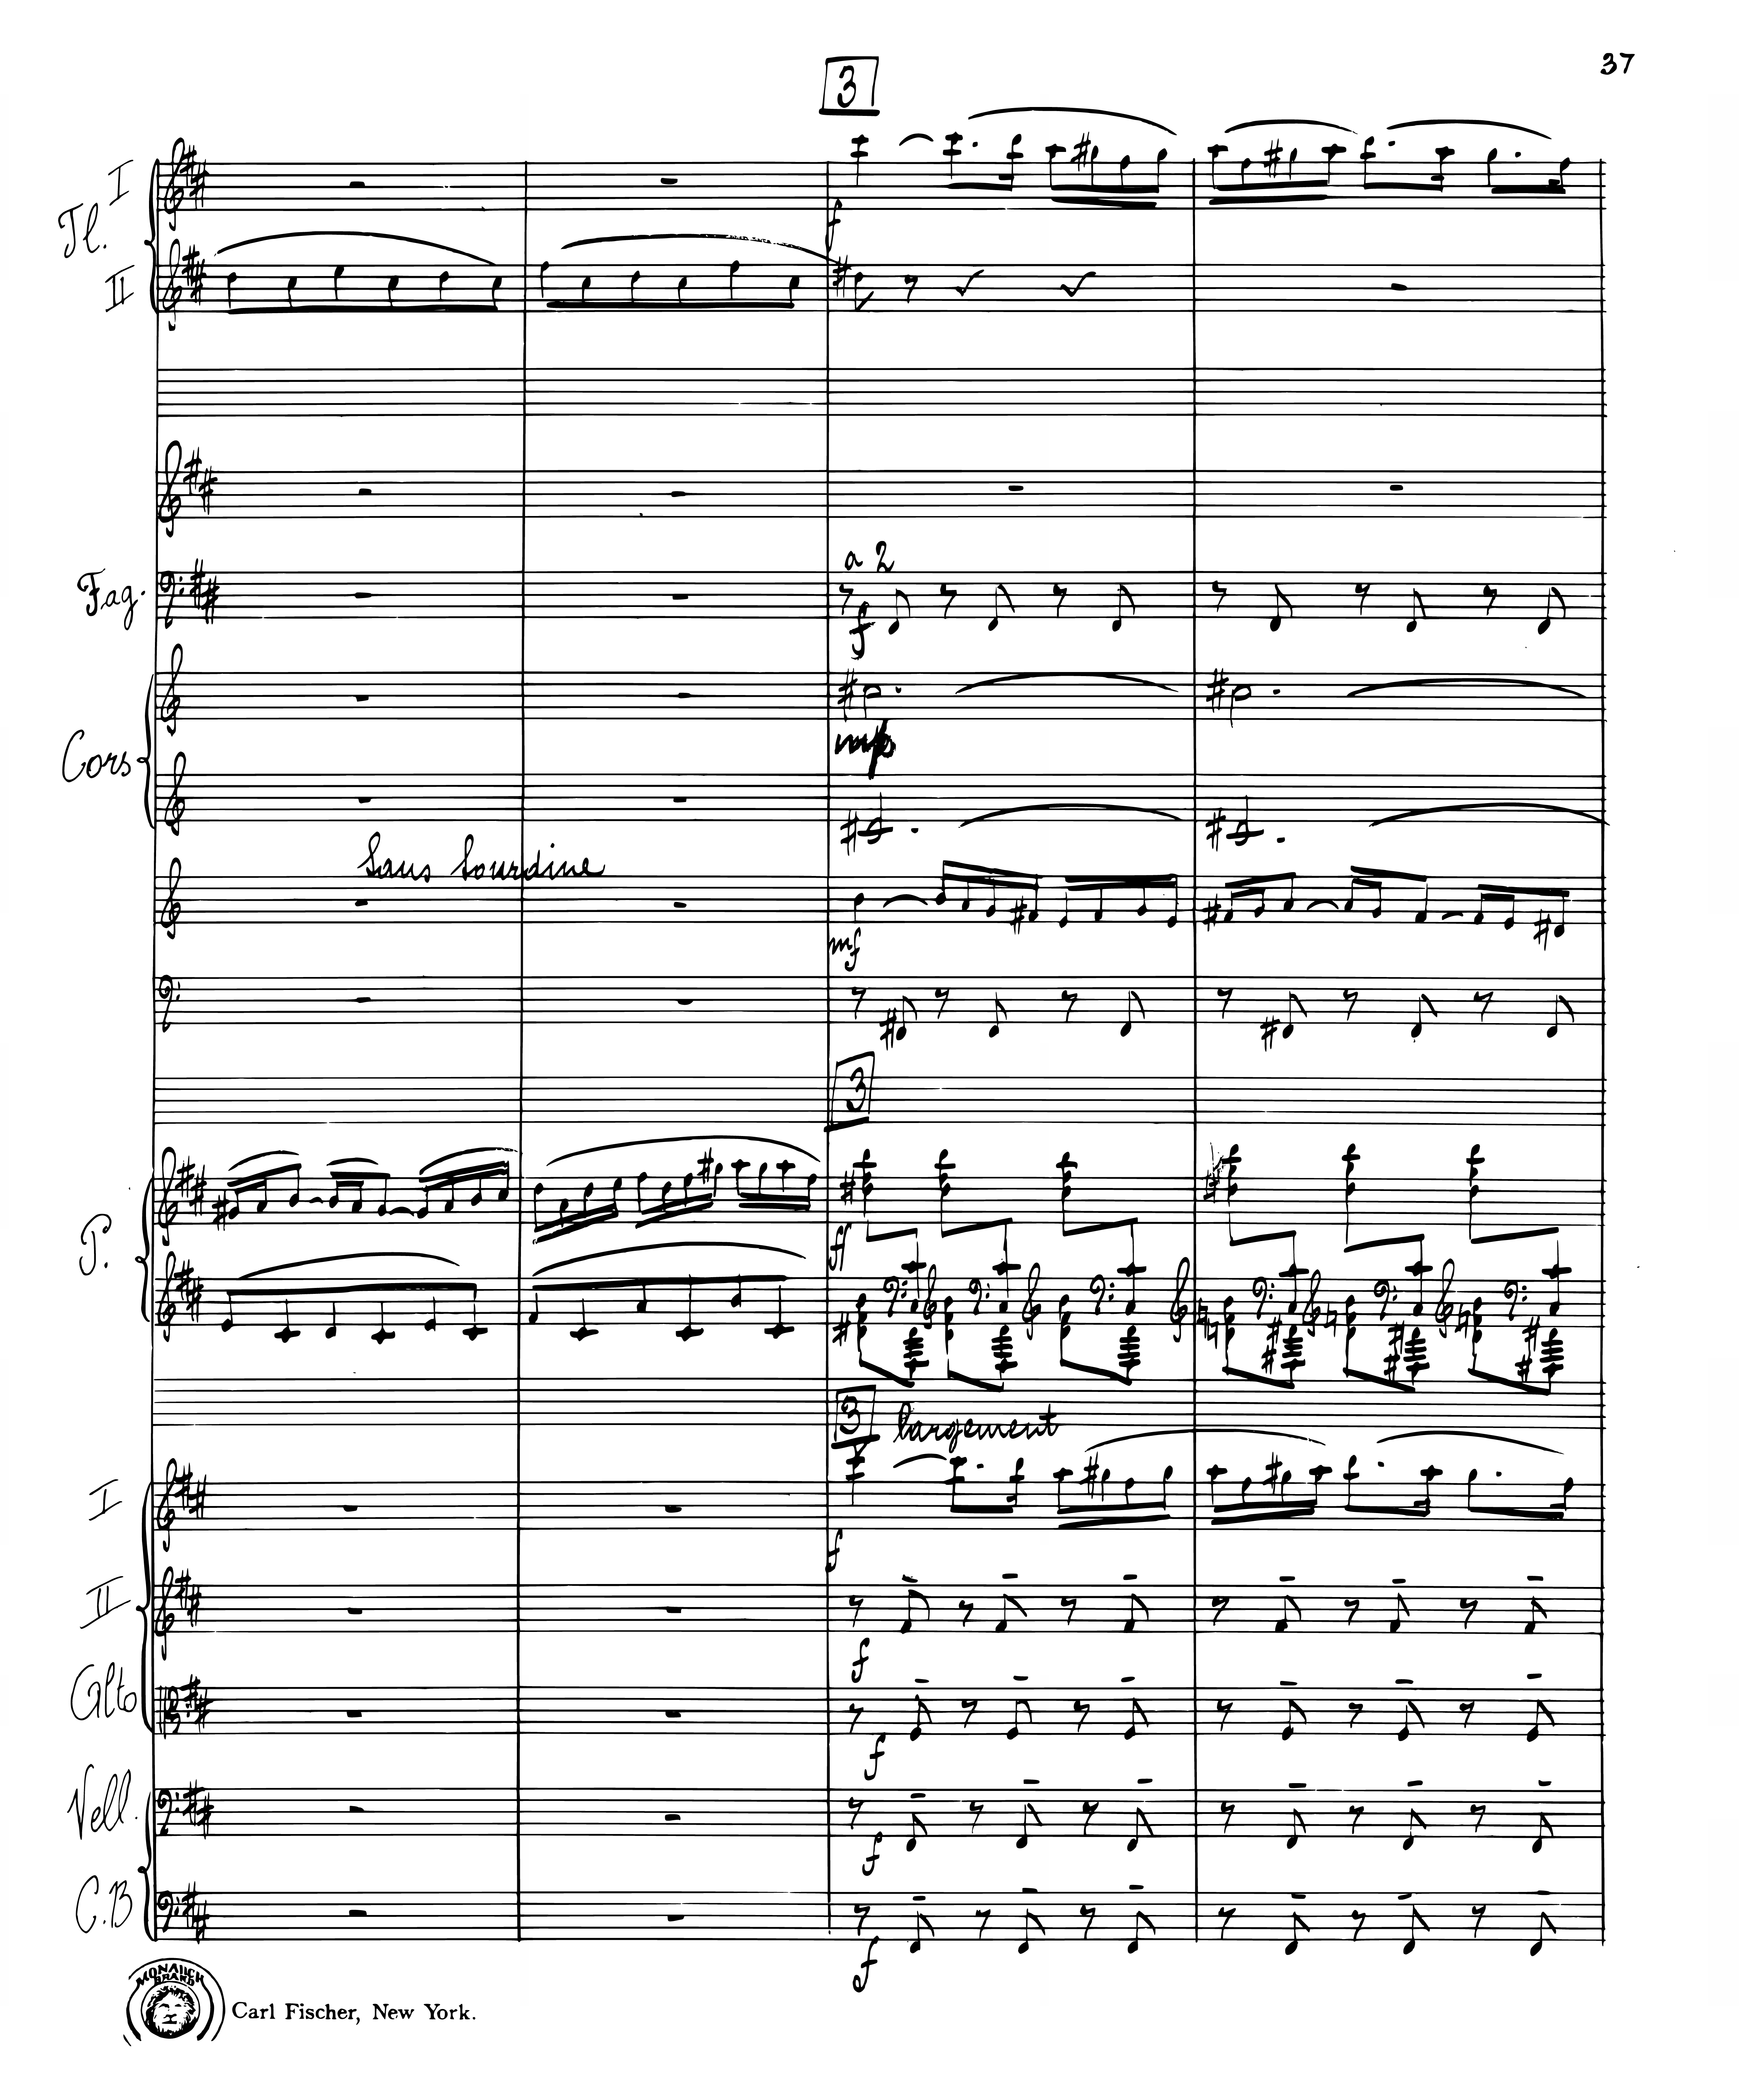 37
3
I
Fl.
II
f
a 2
Fag.
f
Cors
mp
Sans Sourdine
mf
3
P.
ff
3 largement
I
f
II
f
Alto
f
Vcll.
f
C.B
f
MONARCH
BRAND
Carl Fischer, New York.